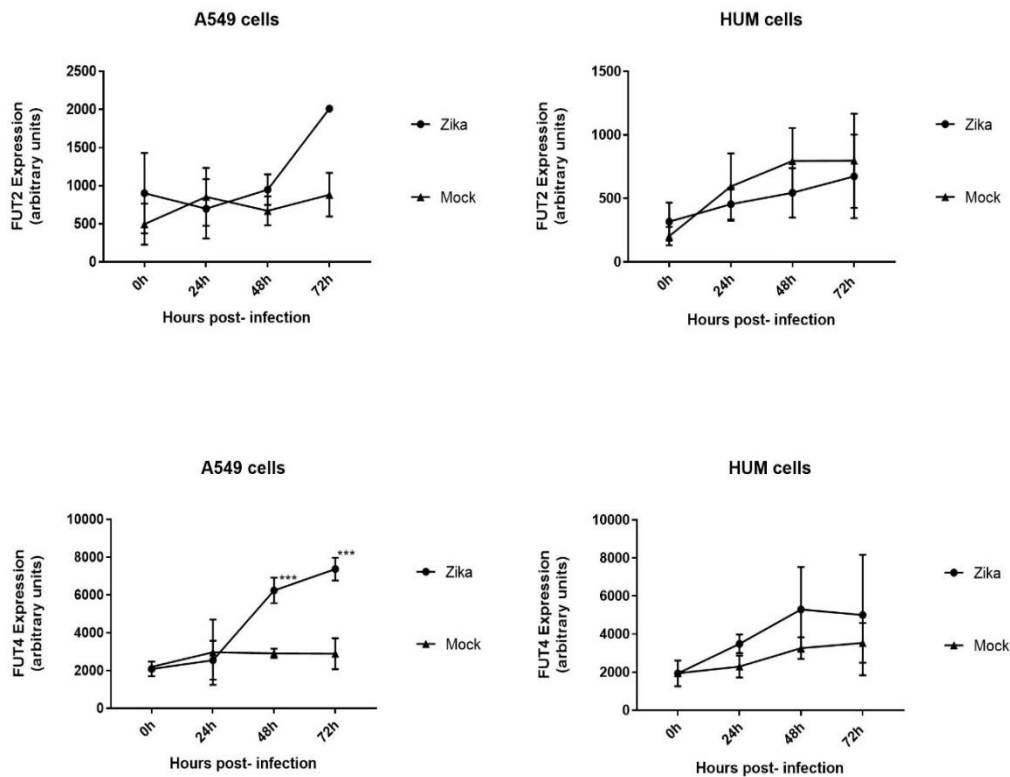 A549 cells
FUT2 Expression
(arbitrary units)
2500
2000
1500
1000
500
0
0h
24h
48h
72h
Hours post- infection
Zika
Mock
HUM cells
FUT2 Expression
(arbitrary units)
1500
1000
500
0
0h
24h
48h
72h
Hours post- infection
Zika
Mock
A549 cells
FUT4 Expression
(arbitrary units)
10000
8000
6000
4000
2000
0
***
***
0h
24h
48h
72h
Hours post- infection
Zika
Mock
HUM cells
FUT4 Expression
(arbitrary units)
10000
8000
6000
4000
2000
0
0h
24h
48h
72h
Hours post- infection
Zika
Mock